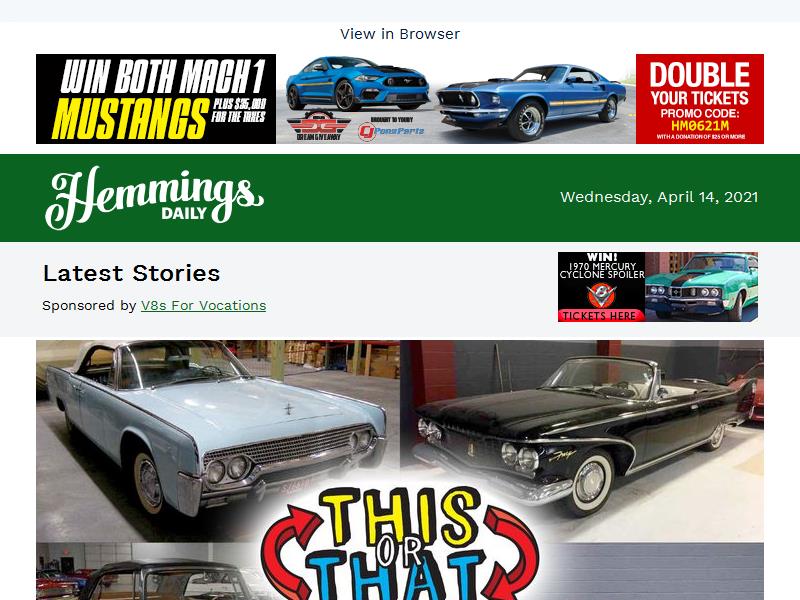 View in Browser
WIN BOTH MACH 1
MUSTANGS
PLUS $35,000
FOR THE TAXES
DREAM GIVEAWAY
BROUGHT TO YOU BY
CJ PonyParts
DOUBLE
YOUR TICKETS
PROMO CODE:
HM0621M
WITH A DONATION OF $25 OR MORE
Hemmings
DAILY
Wednesday, April 14, 2021
Latest Stories
Sponsored by V8s For Vocations
WIN!
1970 MERCURY
CYCLONE SPOILER
TICKETS HERE
Fury
THIS
OR
THAT